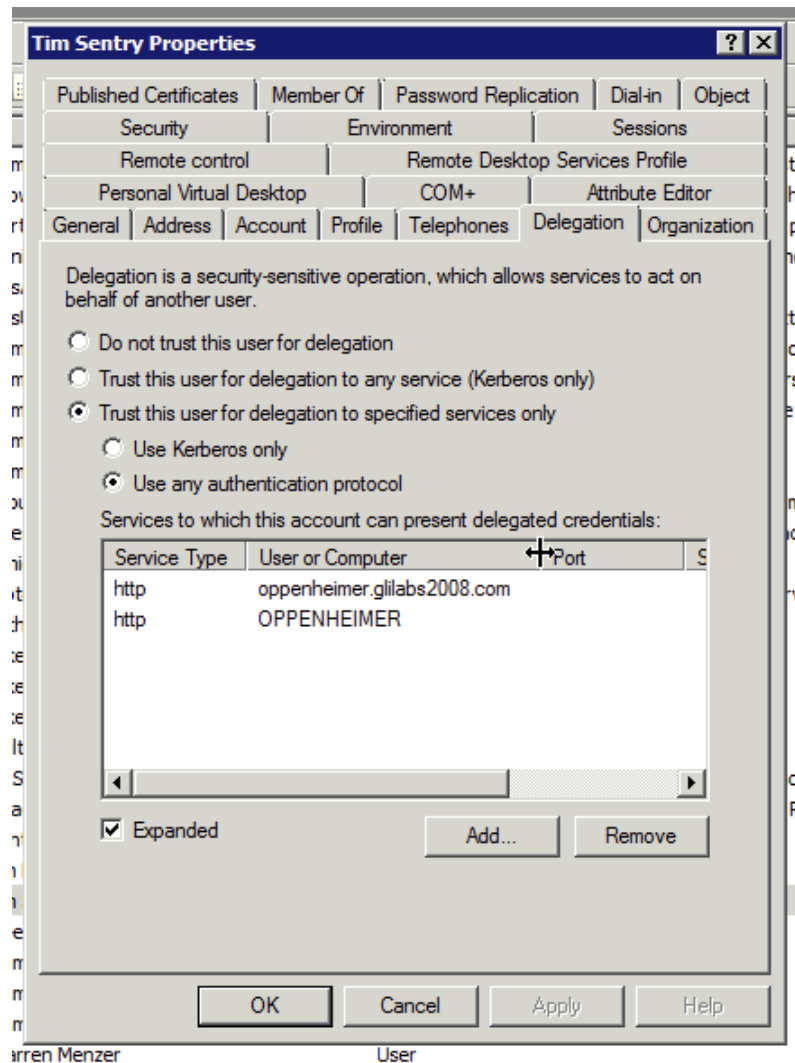 Tim Sentry Properties
Published Certificates Member Of Password Replication Dial-in Object
Security Environment Sessions
Remote control Remote Desktop Services Profile
Personal Virtual Desktop COM+ Attribute Editor
General Address Account Profile Telephones Delegation Organization
Delegation is a security-sensitive operation, which allows services to act on
behalf of another user.
Do not trust this user for delegation
Trust this user for delegation to any service (Kerberos only)
Trust this user for delegation to specified services only
Use Kerberos only
Use any authentication protocol
Services to which this account can present delegated credentials:
Service Type User or Computer Port S
http oppenheimer.glilabs2008.com
http OPPENHEIMER
Expanded Add... Remove
OK Cancel Apply Help
arren Menzer User